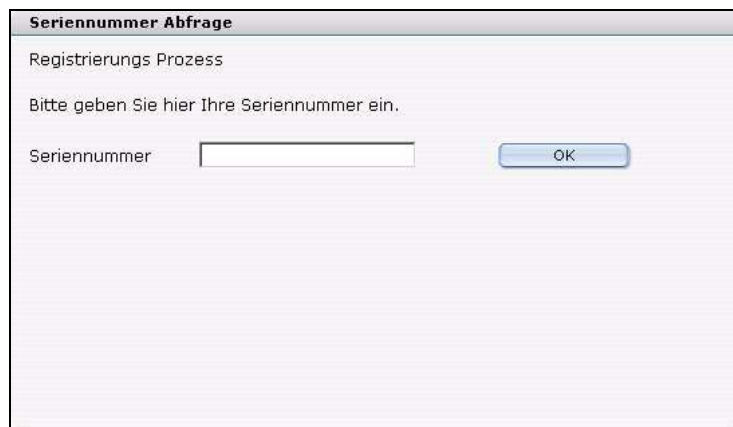 Seriennummer Abfrage
Registrierungs Prozess
Bitte geben Sie hier Ihre Seriennummer ein.
Seriennummer OK